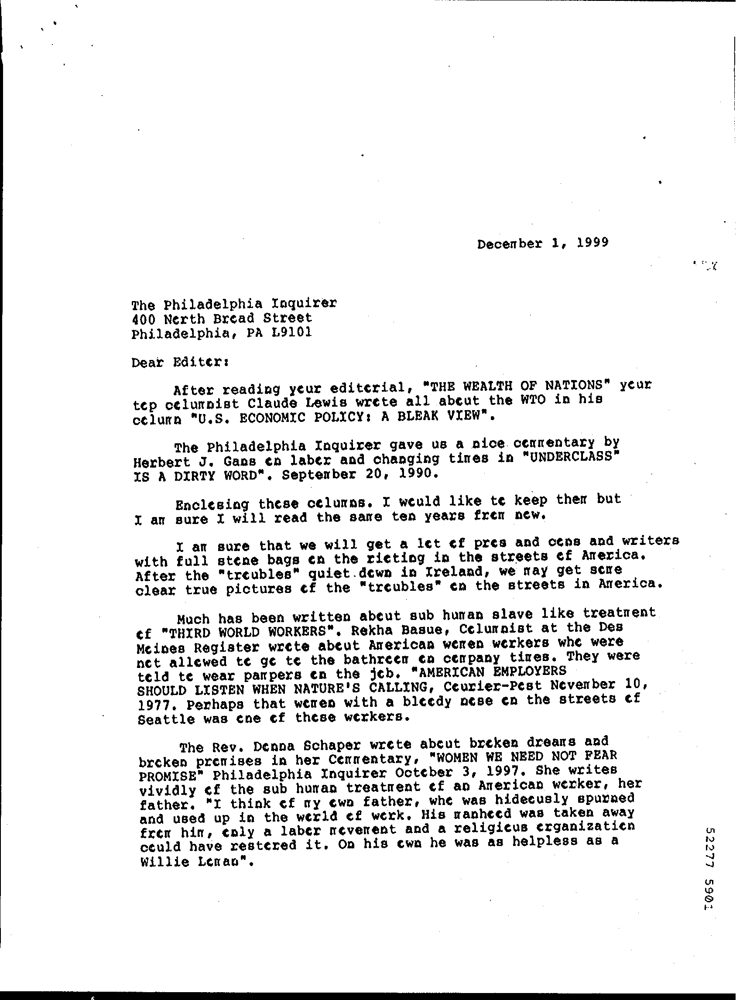 December 1, 1999
The Philadelphia Inquirer
400 North Broad Street
Philadelphia, PA L9101
Dear Editor:
After reading your editorial, "THE WEALTH OF NATIONS" your
top columnist Claude Lewis wrote all about the WTO in his
column "U.S. ECONOMIC POLICY: A BLEAK VIEW".
The Philadelphia Inquirer gave us a nice commentary by
Herbert J. Gans on labor and changing times in "UNDERCLASS"
IS A DIRTY WORD". September 20, 1990.
Enclosing these columns. I would like to keep them but
I am sure I will read the same ten years from now.
I am sure that we will get a lot of pros and cons and writers
with full stone bags on the rioting in the streets of America.
After the "troubles" quiet down in Ireland, we may get some
clear true pictures of the "troubles" on the streets in America.
Much has been written about sub human slave like treatment
of "THIRD WORLD WORKERS". Rekha Basue, Columnist at the Des
Moines Register wrote about American women workers who were
not allowed to go to the bathroom on company times. They were
told to wear pampers on the job. "AMERICAN EMPLOYERS
SHOULD LISTEN WHEN NATURE'S CALLING, Courier-Post November 10,
1977. Perhaps that women with a bloody nose on the streets of
Seattle was one of those workers.
The Rev. Donna Schaper wrote about broken dreams and
broken promises in her Commentary, "WOMEN WE NEED NOT FEAR
PROMISE" Philadelphia Inquirer October 3, 1997. She writes
vividly of the sub human treatment of an American worker, her
father. "I think of my own father, who was hideously spurned
and used up in the world of work. His manhood was taken away
from him, only a labor movement and a religious organization
could have restored it. On his own he was as helpless as a
Willie Loman".
52277 5901